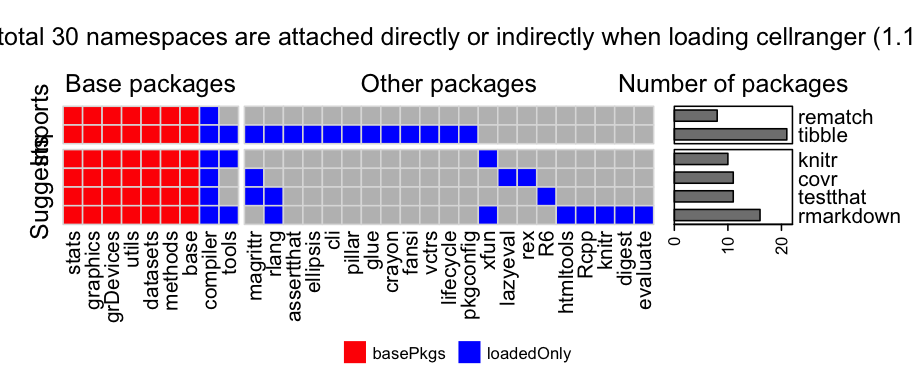 total 30 namespaces are attached directly or indirectly when loading cellranger (1.1
Base packages
Other packages
Number of packages
Imports
Suggests
rematch
tibble
knitr
covr
testthat
rmarkdown
0
10
20
stats
graphics
grDevices
utils
datasets
methods
base
compiler
tools
magrittr
rlang
assertthat
ellipsis
cli
pillar
glue
crayon
fansi
vctrs
lifecycle
pkgconfig
xfun
lazyeval
rex
R6
htmltools
Rcpp
knitr
digest
evaluate
basePkgs
loadedOnly